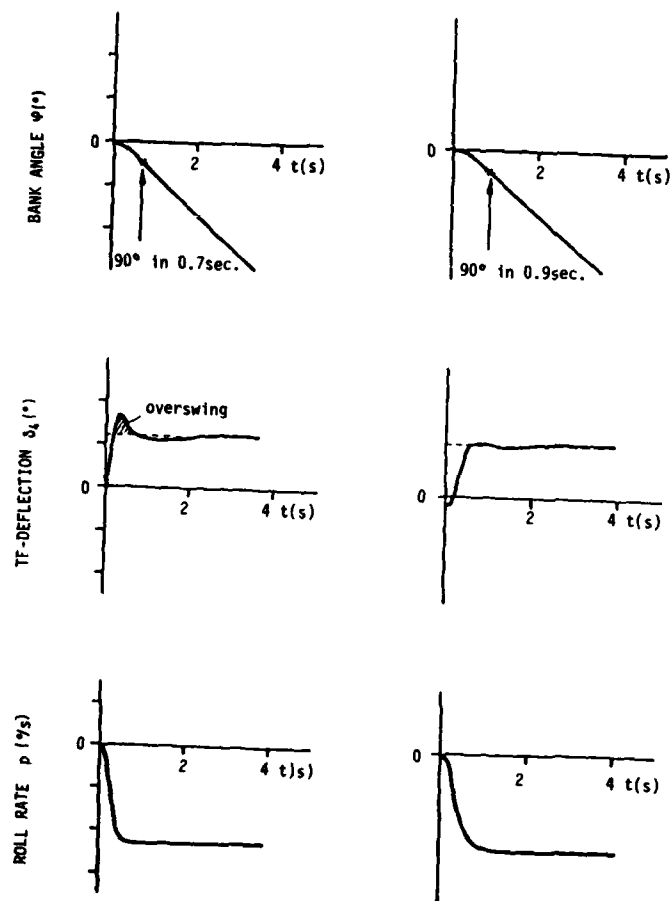 BANK ANGLE φ(°)
0
2
4
t(s)
90° in 0.7sec.
0
2
4 t(s)
90° in 0.9sec.
TF-DEFLECTION δ₄(°)
overswing
0
2
4 t(s)
0
2
4 t(s)
ROLL RATE p (°/s)
0
2
4 t)s)
0
2
4 t(s)